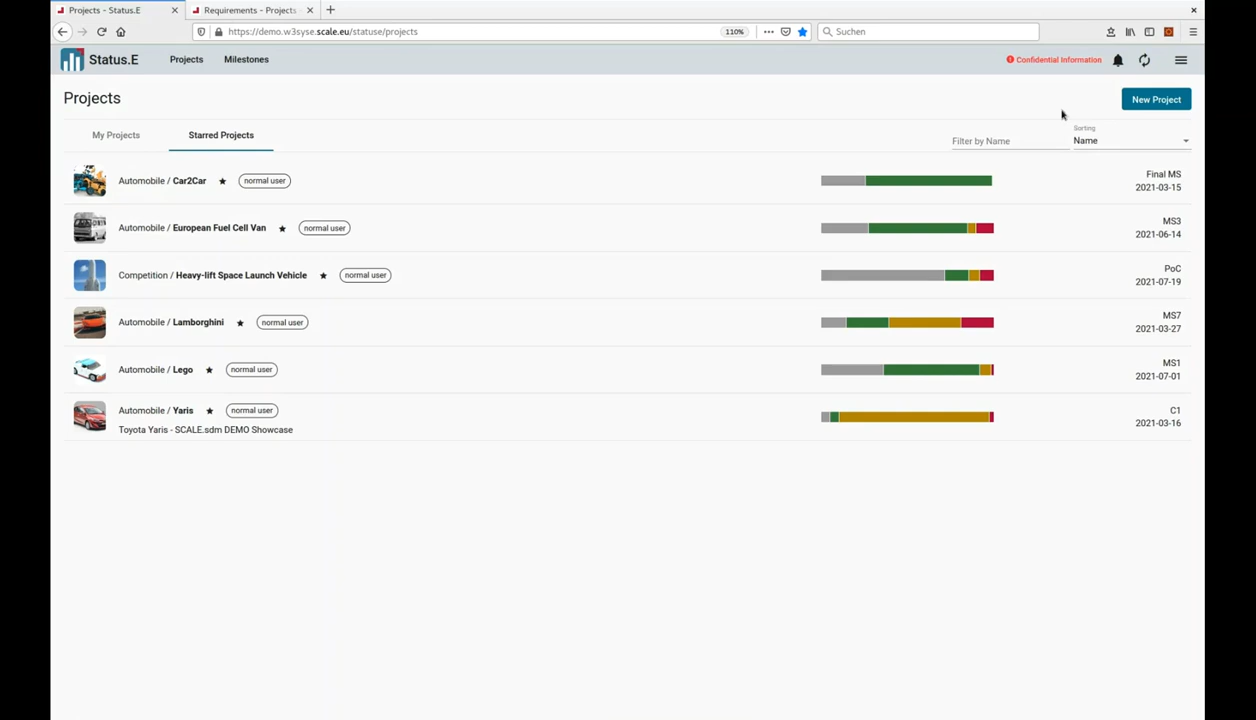 Projects - Status.E
Requirements - Projects
https://demo.w3syse.scale.eu/statuse/projects
110%
Suchen
Status.E
Projects
Milestones
Confidential Information
Projects
New Project
My Projects
Starred Projects
Filter by Name
Sorting
Name
Automobile / Car2Car ★ normal user
Final MS
2021-03-15
Automobile / European Fuel Cell Van ★ normal user
MS3
2021-06-14
Competition / Heavy-lift Space Launch Vehicle ★ normal user
PoC
2021-07-19
Automobile / Lamborghini ★ normal user
MS7
2021-03-27
Automobile / Lego ★ normal user
MS1
2021-07-01
Automobile / Yaris ★ normal user
Toyota Yaris - SCALE.sdm DEMO Showcase
C1
2021-03-16